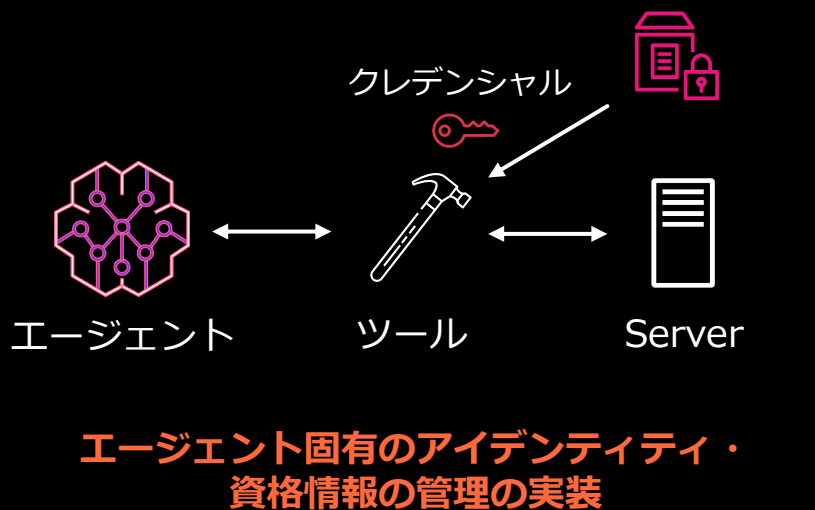 クレデンシャル
エージェント
ツール
Server
エージェント固有のアイデンティティ・
資格情報の管理の実装